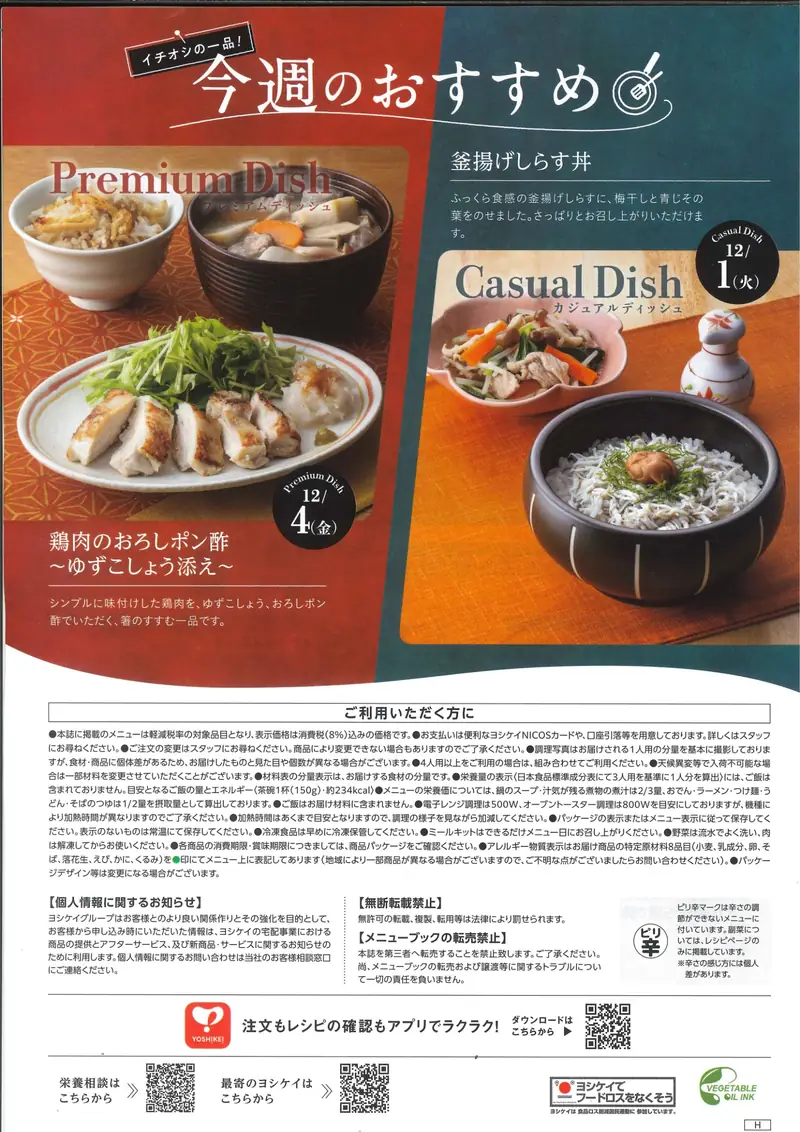 イチオシの一品!
今週のおすすめ
Premium Dish
プレミアムディッシュ
釜揚げしらす丼
ふっくら食感の釜揚げしらすに、梅干しと青じその
葉をのせました。さっぱりとお召し上がりいただけま
す。
Casual Dish
12/
1(火)
Casual Dish
カジュアルディッシュ
Premium Dish
12/
4(金)
鶏肉のおろしポン酢
〜ゆずこしょう添え〜
シンプルに味付けした鶏肉を、ゆずこしょう、おろしポン
酢でいただく、箸のすすむ一品です。
ご利用いただく方に
●本誌に掲載のメニューは軽減税率の対象品目となり、表示価格は消費税(8%)込みの価格です。●お支払いは便利なヨシケイNICOSカードや、口座引落等を用意しております。詳しくはスタッフ
にお尋ねください。●ご注文の変更はスタッフにお尋ねください。商品により変更できない場合もありますのでご了承ください。●調理写真はお届けされる1人用の分量を基本に撮影しておりま
すが、食材・商品に個体差があるため、お届けしたものと見た目や個数が異なる場合がございます。●4人用以上をご利用の場合は、組み合わせてご利用ください。●天候異変等で入荷不可能な場
合は一部材料を変更させていただくことがございます。●材料表の分量表示は、お届けする食材の分量です。●栄養量の表示(日本食品標準成分表にて3人用を基準に1人分を算出)には、ご飯は
含まれておりません。目安となるご飯の量とエネルギー(茶碗1杯(150g)・約234kcal)●メニューの栄養価については、鍋のスープ・汁気が残る煮物の煮汁は2/3量、おでん・ラーメン・つけ麺・う
どん・そばのつゆは1/2量を摂取量として算出しております。●ご飯はお届け材料に含まれません。●電子レンジ調理は500W、オーブントースター調理は800Wを目安にしておりますが、機種に
より加熱時間が異なりますのでご了承ください。●加熱時間はあくまで目安となりますので、調理の様子を見ながら加減してください。●パッケージの表示またはメニュー表示に従って保存してくだ
さい。表示のないものは常温にて保存してください。●冷凍食品は早めに冷凍保管してください。●ミールキットはできるだけメニュー日にお召し上がりください。●野菜は流水でよく洗い、肉
は解凍してからお使いください。●各商品の消費期限・賞味期限につきましては、商品パッケージをご確認ください。●アレルギー物質表示はお届け商品の特定原材料8品目(小麦、乳成分、卵、そ
ば、落花生、えび、かに、くるみ)を●印にてメニュー上に表記してあります(地域により一部商品が異なる場合がございますので、ご不明な点がございましたらお問い合わせください)。●パッケー
ジデザイン等は変更になる場合がございます。
【個人情報に関するお知らせ】
ヨシケイグループはお客様とのより良い関係作りとその強化を目的として、
お客様から申し込み時にいただいた情報は、ヨシケイの宅配事業における
商品の提供とアフターサービス、及び新商品・サービスに関するお知らせの
ために利用します。個人情報に関するお問い合わせは当社のお客様相談窓口
にご連絡ください。
【無断転載禁止】
無許可の転載、複製、転用等は法律により罰せられます。
【メニューブックの転売禁止】
本誌を第三者へ転売することを禁止致します。ご了承ください。
尚、メニューブックの転売および譲渡等に関するトラブルについ
て一切の責任を負いません。
ピリ
辛
ピリ辛マークは辛さの調
節ができないメニューに
付いています。副菜につ
いては、レシピページの
みに掲載しています。
※辛さの感じ方には個人
差があります。
YOSHIKEI
注文もレシピの確認もアプリでラクラク!
ダウンロードは
こちらから ▶
栄養相談は
こちらから
最寄のヨシケイは
こちらから
ヨシケイで
フードロスをなくそう
ヨシケイは 食品ロス削減国民運動に 参加しています。
VEGETABLE
OIL INK
H